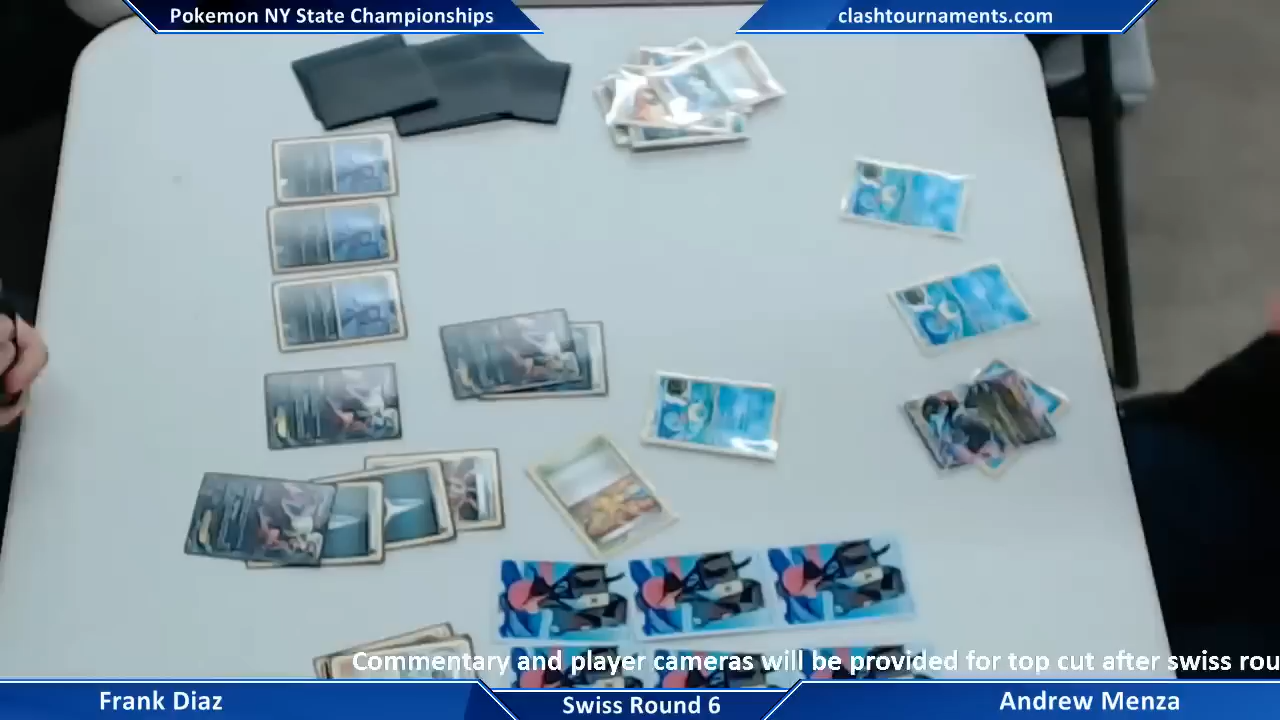 Pokemon NY State Championships
clashtournaments.com
Commentary and player cameras will be provided for top cut after swiss rou
Frank Diaz
Swiss Round 6
Andrew Menza